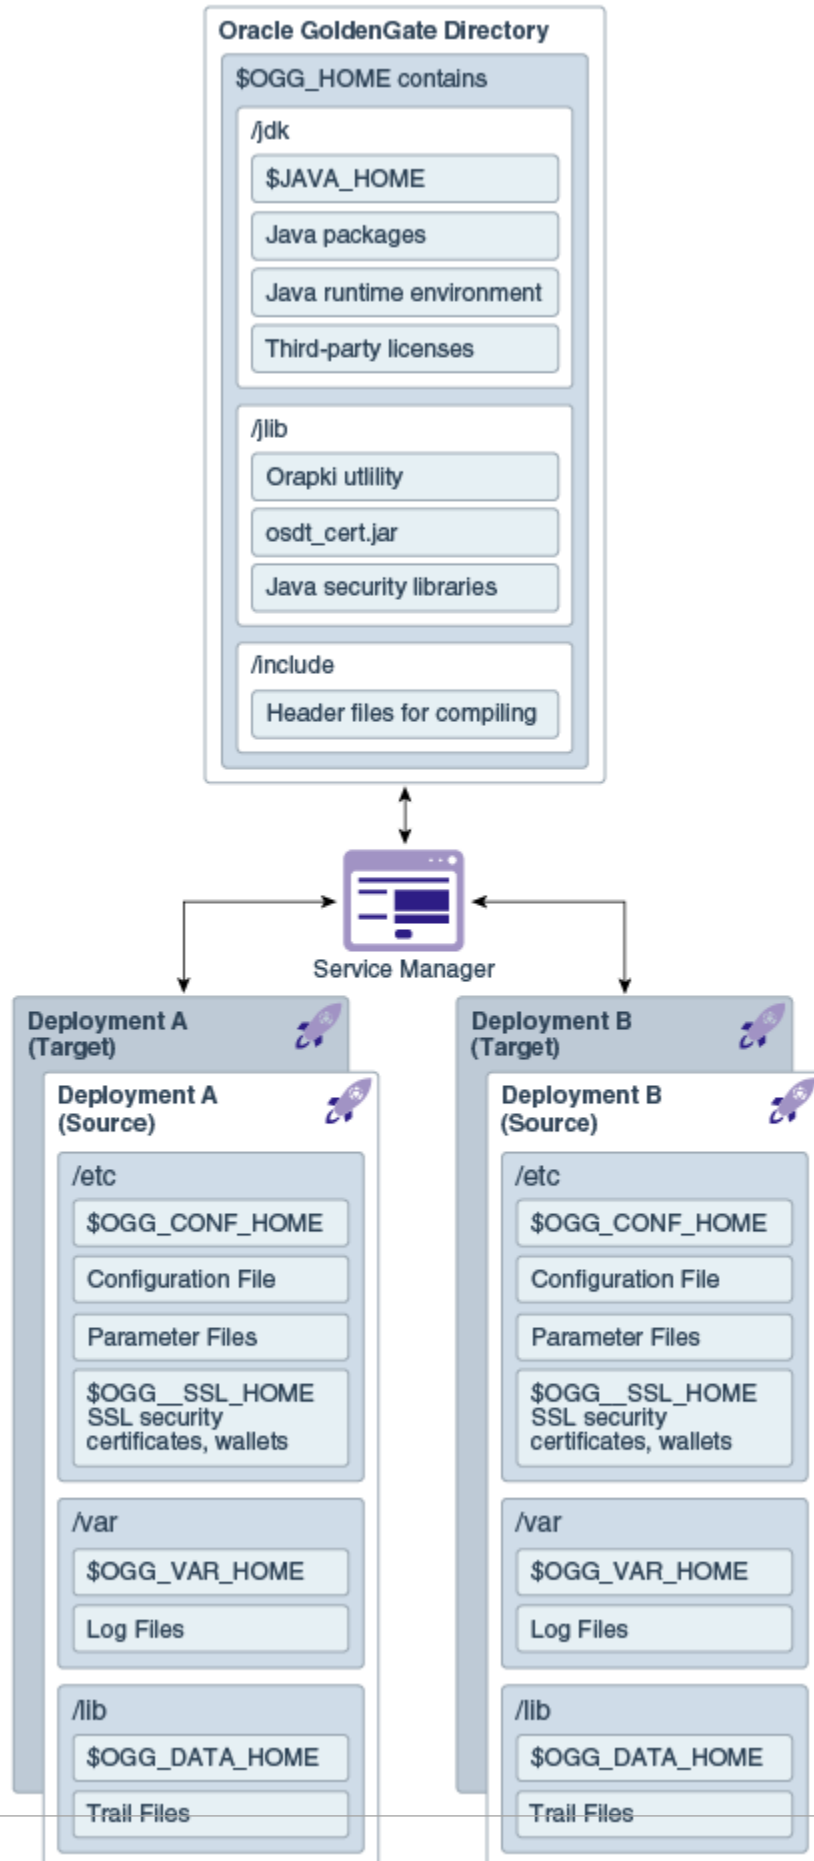 Oracle GoldenGate Directory
$OGG_HOME contains
/jdk
$JAVA_HOME
Java packages
Java runtime environment
Third-party licenses
/jlib
Orapki utlility
osdt_cert.jar
Java security libraries
/include
Header files for compiling
Service Manager
Deployment A
(Target)
Deployment A
(Source)
/etc
$OGG_CONF_HOME
Configuration File
Parameter Files
$OGG__SSL_HOME
SSL security
certificates, wallets
/var
$OGG_VAR_HOME
Log Files
/lib
$OGG_DATA_HOME
Trail Files
Deployment B
(Target)
Deployment B
(Source)
/etc
$OGG_CONF_HOME
Configuration File
Parameter Files
$OGG__SSL_HOME
SSL security
certificates, wallets
/var
$OGG_VAR_HOME
Log Files
/lib
$OGG_DATA_HOME
Trail Files